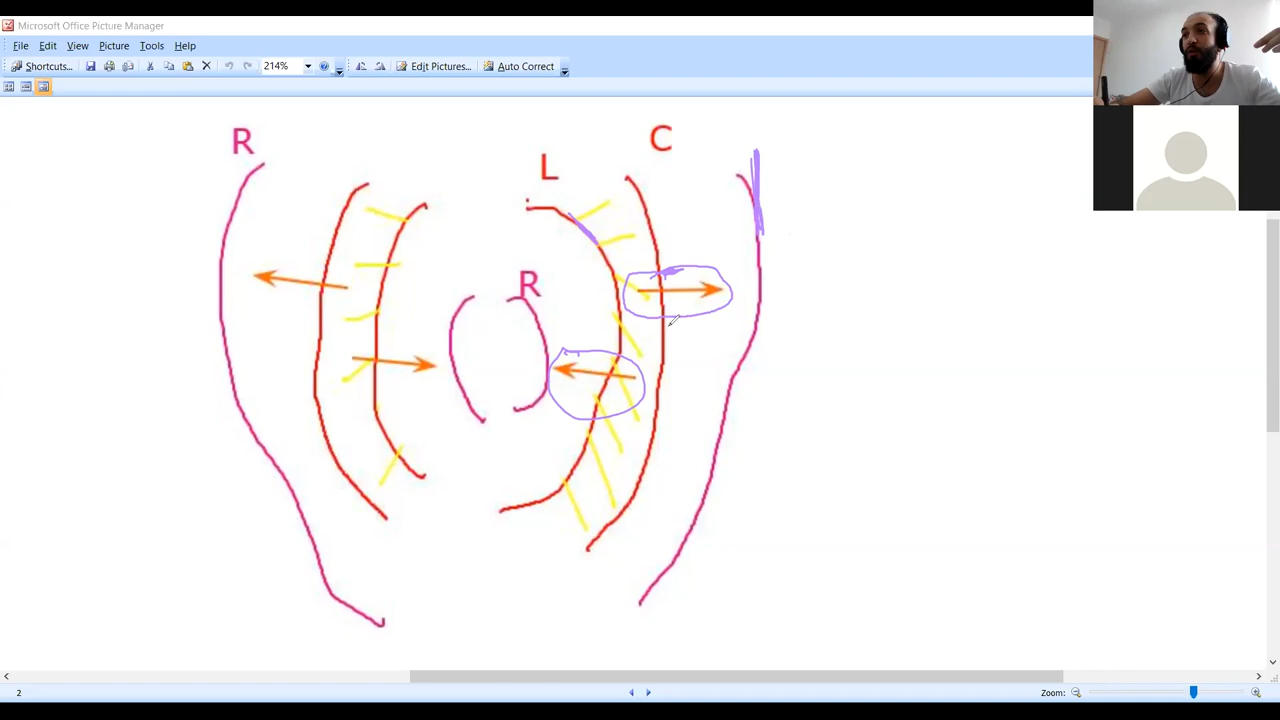 Microsoft Office Picture Manager
File Edit View Picture Tools Help
Shortcuts... 214% Edit Pictures... Auto Correct
R
C
L
R
2 Zoom: